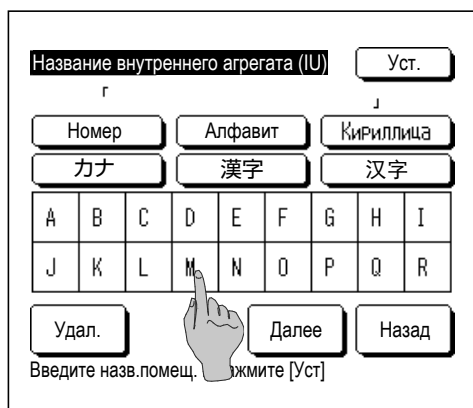 Название внутреннего агрегата (IU) Уст.
Номер Алфавит Кириллица
カナ 漢字 汉字
A B C D E F G H I
J K L M N O P Q R
Удал. Далее Назад
Введите назв.помещ. ажмите [Уст]